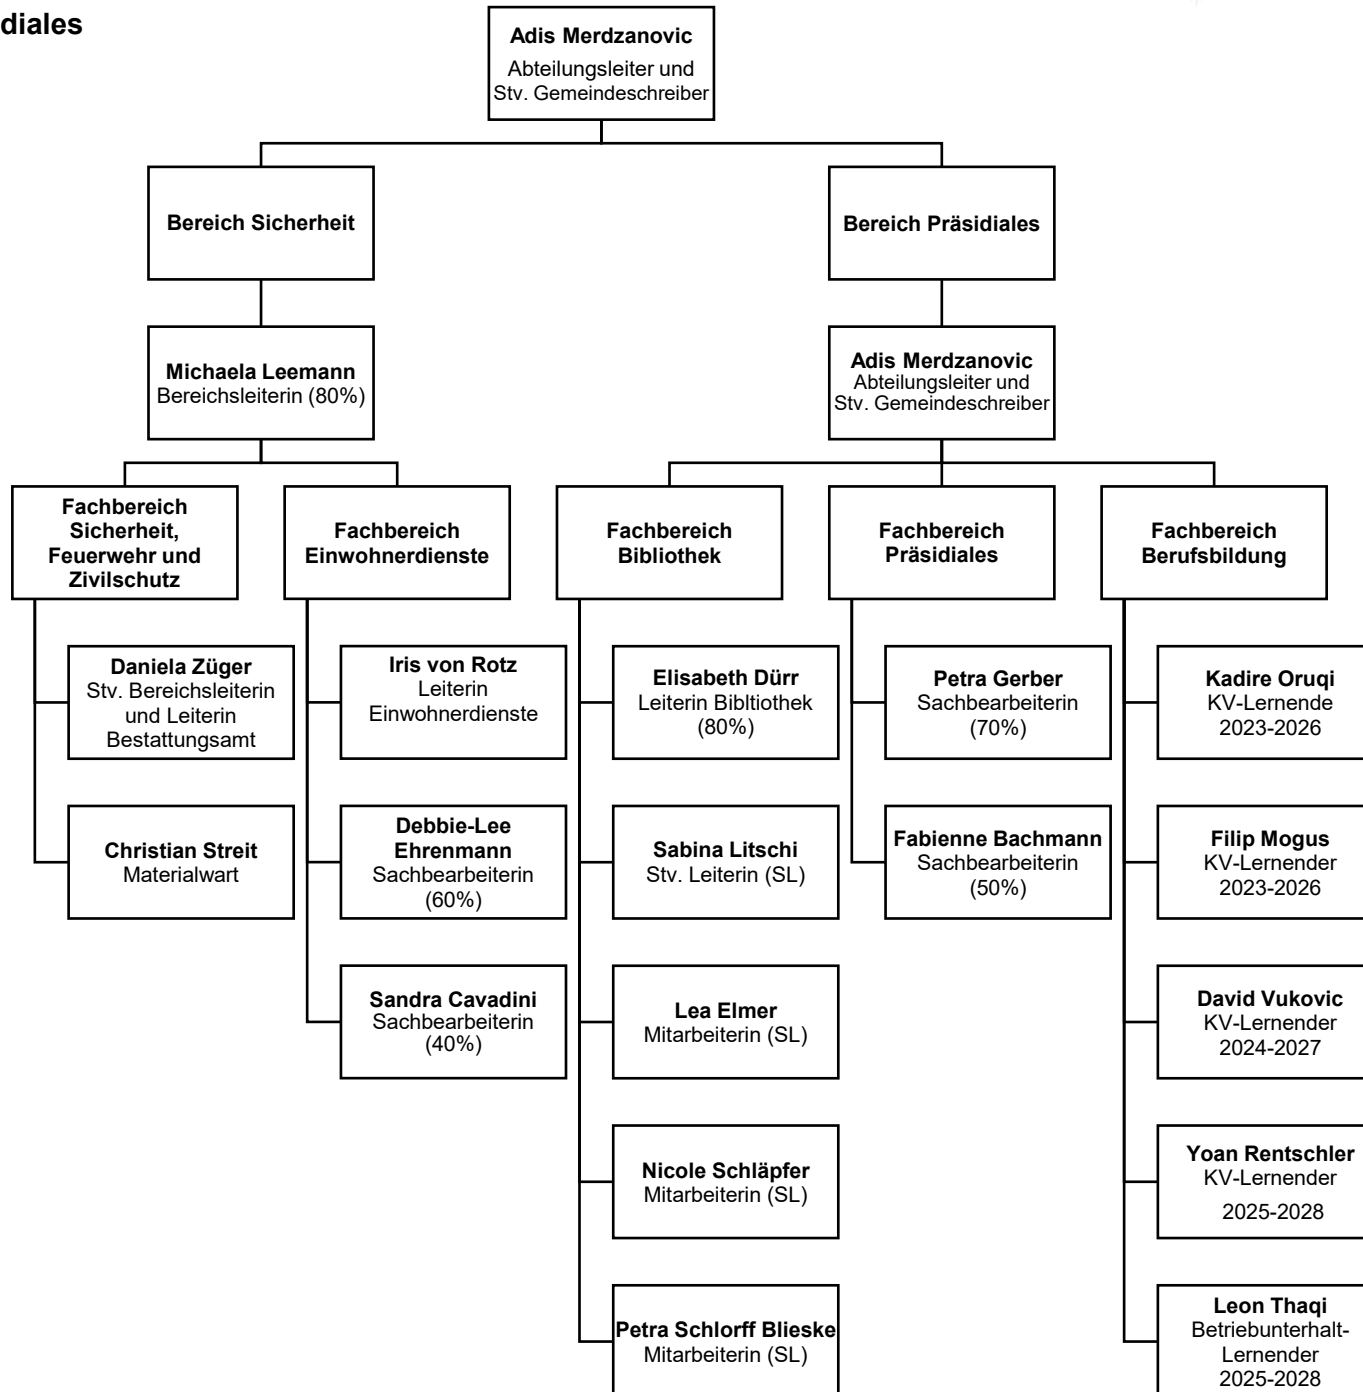 diales
Adis Merdzanovic
Abteilungsleiter und
Stv. Gemeindeschreiber
Bereich Sicherheit
Bereich Präsidiales
Michaela Leemann
Bereichsleiterin (80%)
Adis Merdzanovic
Abteilungsleiter und
Stv. Gemeindeschreiber
Fachbereich
Sicherheit,
Feuerwehr und
Zivilschutz
Fachbereich
Einwohnerdienste
Fachbereich
Bibliothek
Fachbereich
Präsidiales
Fachbereich
Berufsbildung
Daniela Züger
Stv. Bereichsleiterin
und Leiterin
Bestattungsamt
Iris von Rotz
Leiterin
Einwohnerdienste
Elisabeth Dürr
Leiterin Bibltiothek
(80%)
Petra Gerber
Sachbearbeiterin
(70%)
Kadire Oruqi
KV-Lernende
2023-2026
Christian Streit
Materialwart
Debbie-Lee
Ehrenmann
Sachbearbeiterin
(60%)
Sabina Litschi
Stv. Leiterin (SL)
Fabienne Bachmann
Sachbearbeiterin
(50%)
Filip Mogus
KV-Lernender
2023-2026
Sandra Cavadini
Sachbearbeiterin
(40%)
Lea Elmer
Mitarbeiterin (SL)
David Vukovic
KV-Lernender
2024-2027
Nicole Schläpfer
Mitarbeiterin (SL)
Yoan Rentschler
KV-Lernender
2025-2028
Petra Schlorff Blieske
Mitarbeiterin (SL)
Leon Thaqi
Betriebunterhalt-
Lernender
2025-2028